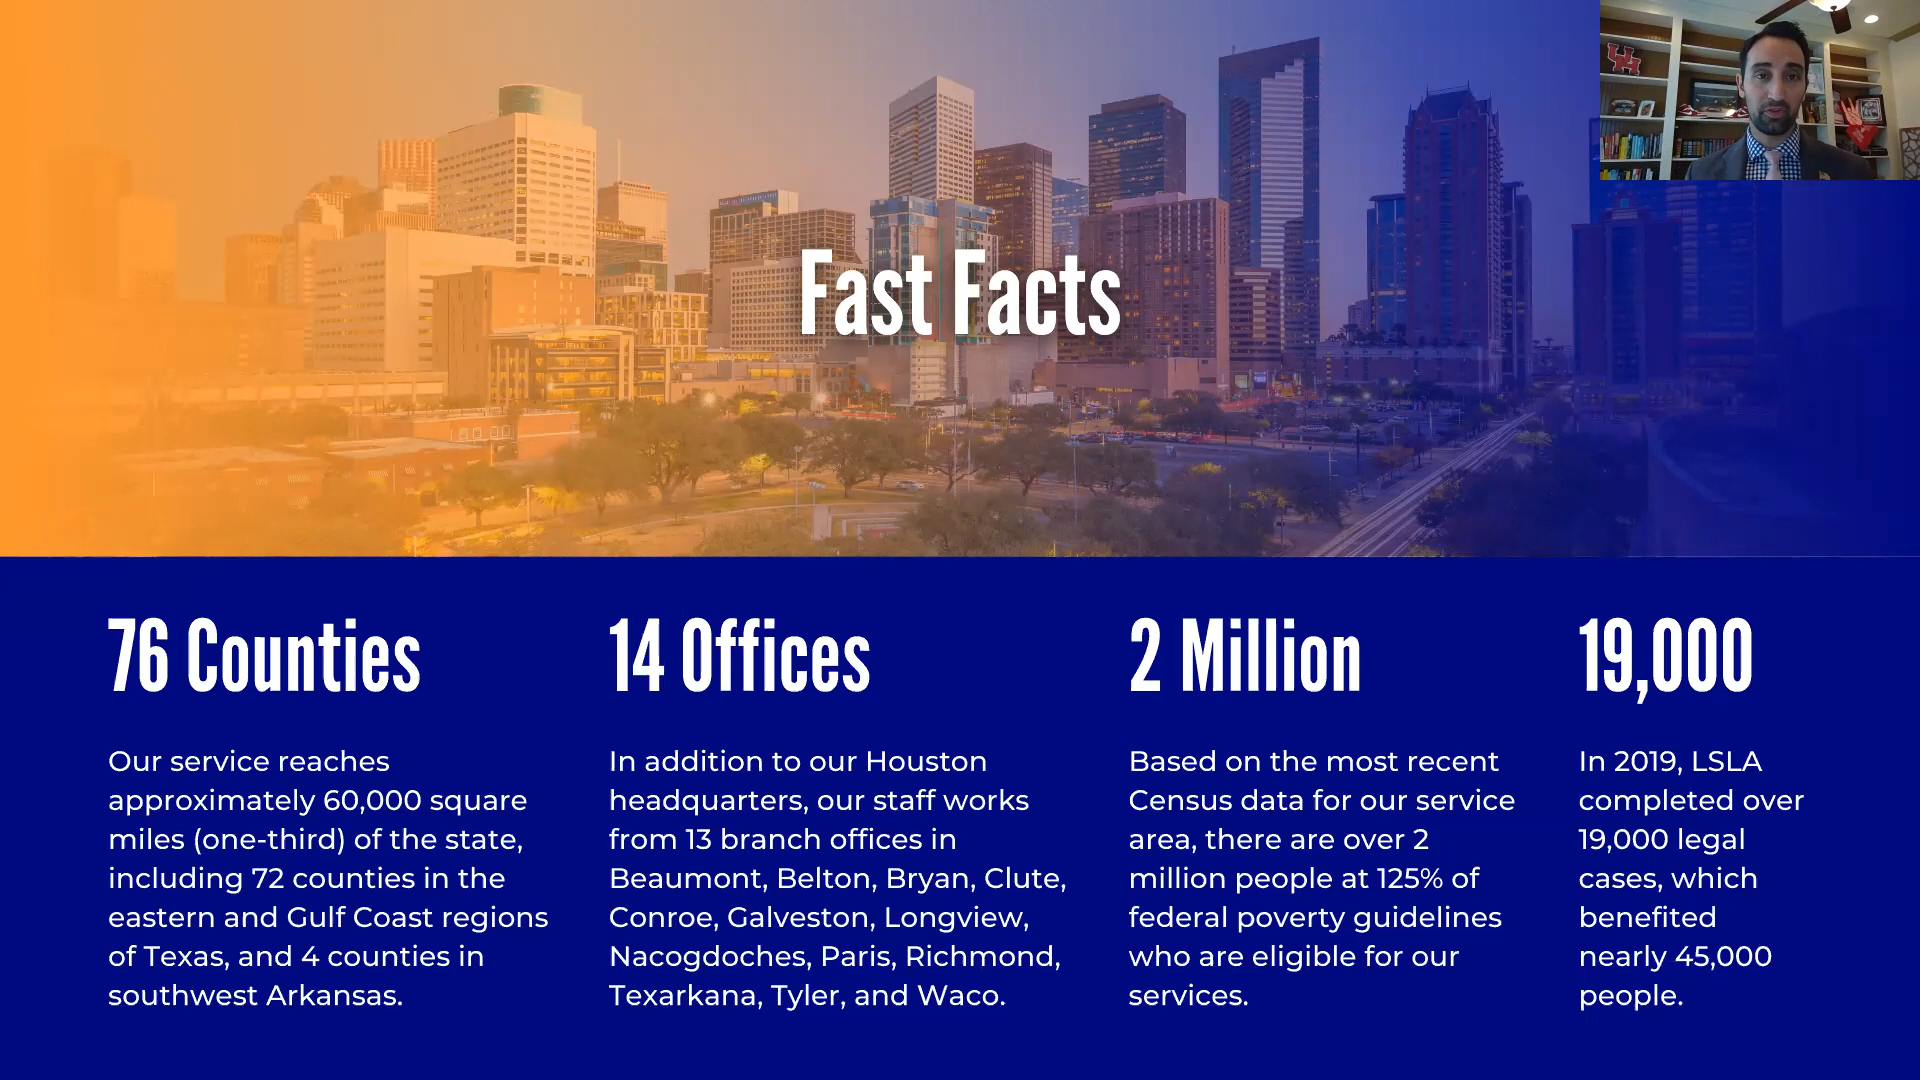 Fast Facts
76 Counties
Our service reaches
approximately 60,000 square
miles (one-third) of the state,
including 72 counties in the
eastern and Gulf Coast regions
of Texas, and 4 counties in
southwest Arkansas.
14 Offices
In addition to our Houston
headquarters, our staff works
from 13 branch offices in
Beaumont, Belton, Bryan, Clute,
Conroe, Galveston, Longview,
Nacogdoches, Paris, Richmond,
Texarkana, Tyler, and Waco.
2 Million
Based on the most recent
Census data for our service
area, there are over 2
million people at 125% of
federal poverty guidelines
who are eligible for our
services.
19,000
In 2019, LSLA
completed over
19,000 legal
cases, which
benefited
nearly 45,000
people.